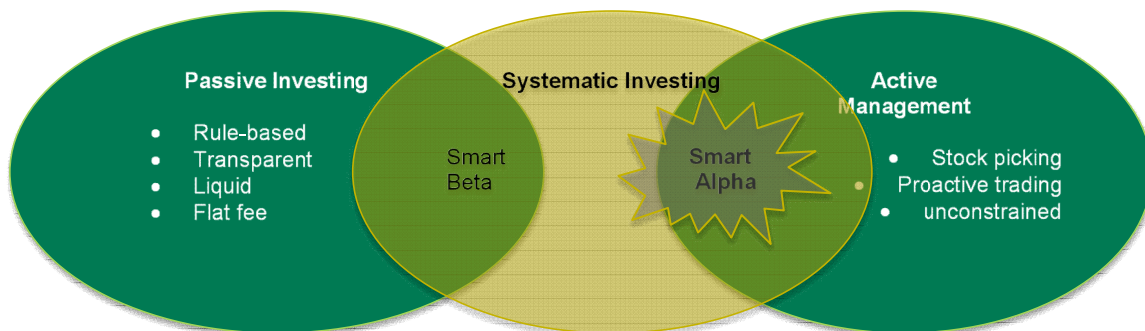 Passive Investing
• Rule-based
• Transparent
• Liquid
• Flat fee
Smart
Beta
Systematic Investing
Smart
Alpha
Active
Management
• Stock picking
• Proactive trading
• unconstrained